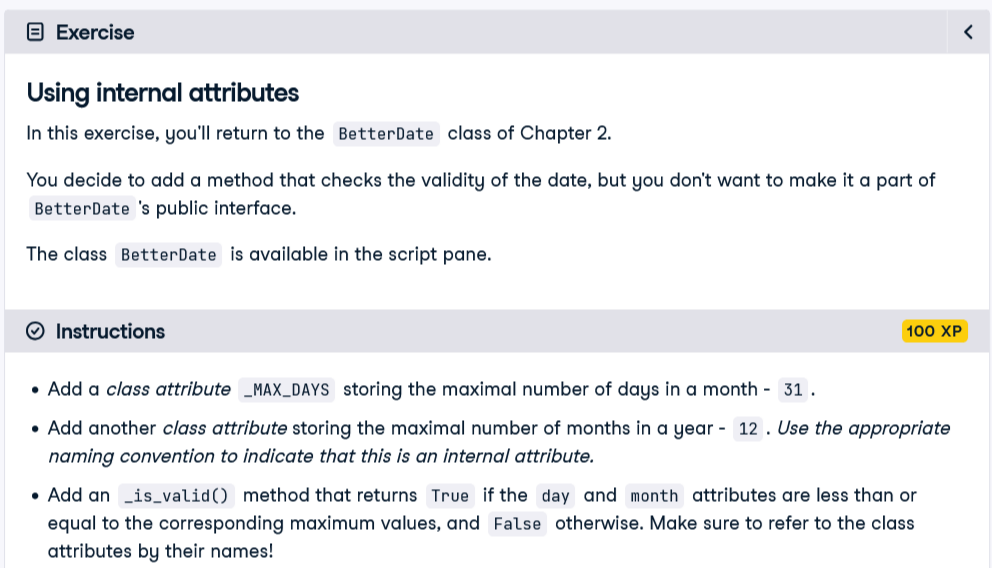 Exercise
Using internal attributes
In this exercise, you'll return to the BetterDate class of Chapter 2.
You decide to add a method that checks the validity of the date, but you don't want to make it a part of
BetterDate 's public interface.
The class BetterDate is available in the script pane.
Instructions
100 XP
• Add a class attribute _MAX_DAYS storing the maximal number of days in a month - 31 .
• Add another class attribute storing the maximal number of months in a year - 12 . Use the appropriate
naming convention to indicate that this is an internal attribute.
• Add an _is_valid() method that returns True if the day and month attributes are less than or
equal to the corresponding maximum values, and False otherwise. Make sure to refer to the class
attributes by their names!